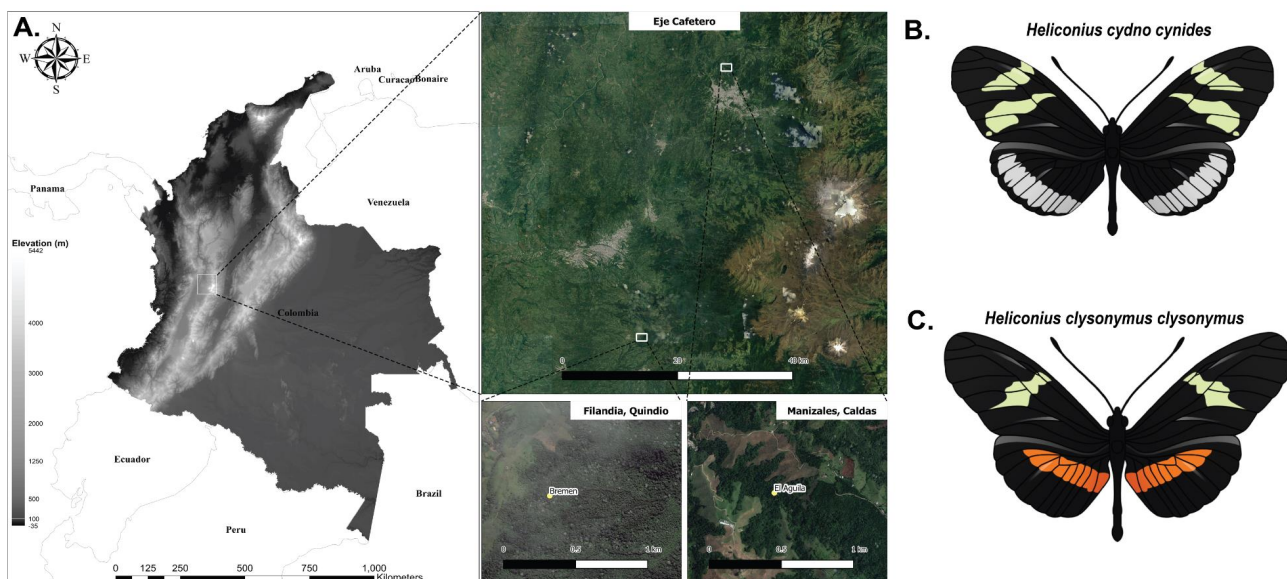 A.
N
W E
S
Aruba
Curacao Bonaire
Panama
Venezuela
Elevation (m)
5442
4000
3000
2000
1250
500
100
-35
Colombia
Ecuador
Peru
Brazil
0 125 250 500 750 1,000
Kilometers
Eje Cafetero
0 20 40 km
Filandia, Quindio
Bremen
0 0.5 1 km
Manizales, Caldas
El Aguila
0 0.5 1 km
B.
Heliconius cydno cynides
C.
Heliconius clysonymus clysonymus